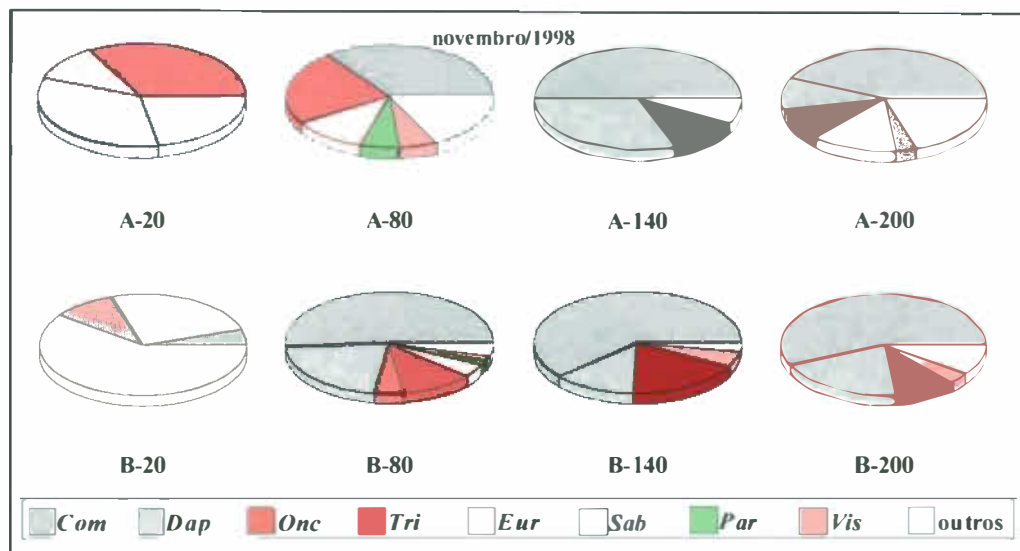 novembro/1998
A-20 A-80 A-140 A-200
B-20 B-80 B-140 B-200
Com Dap Onc Tri Eur Sab Par Vis outros